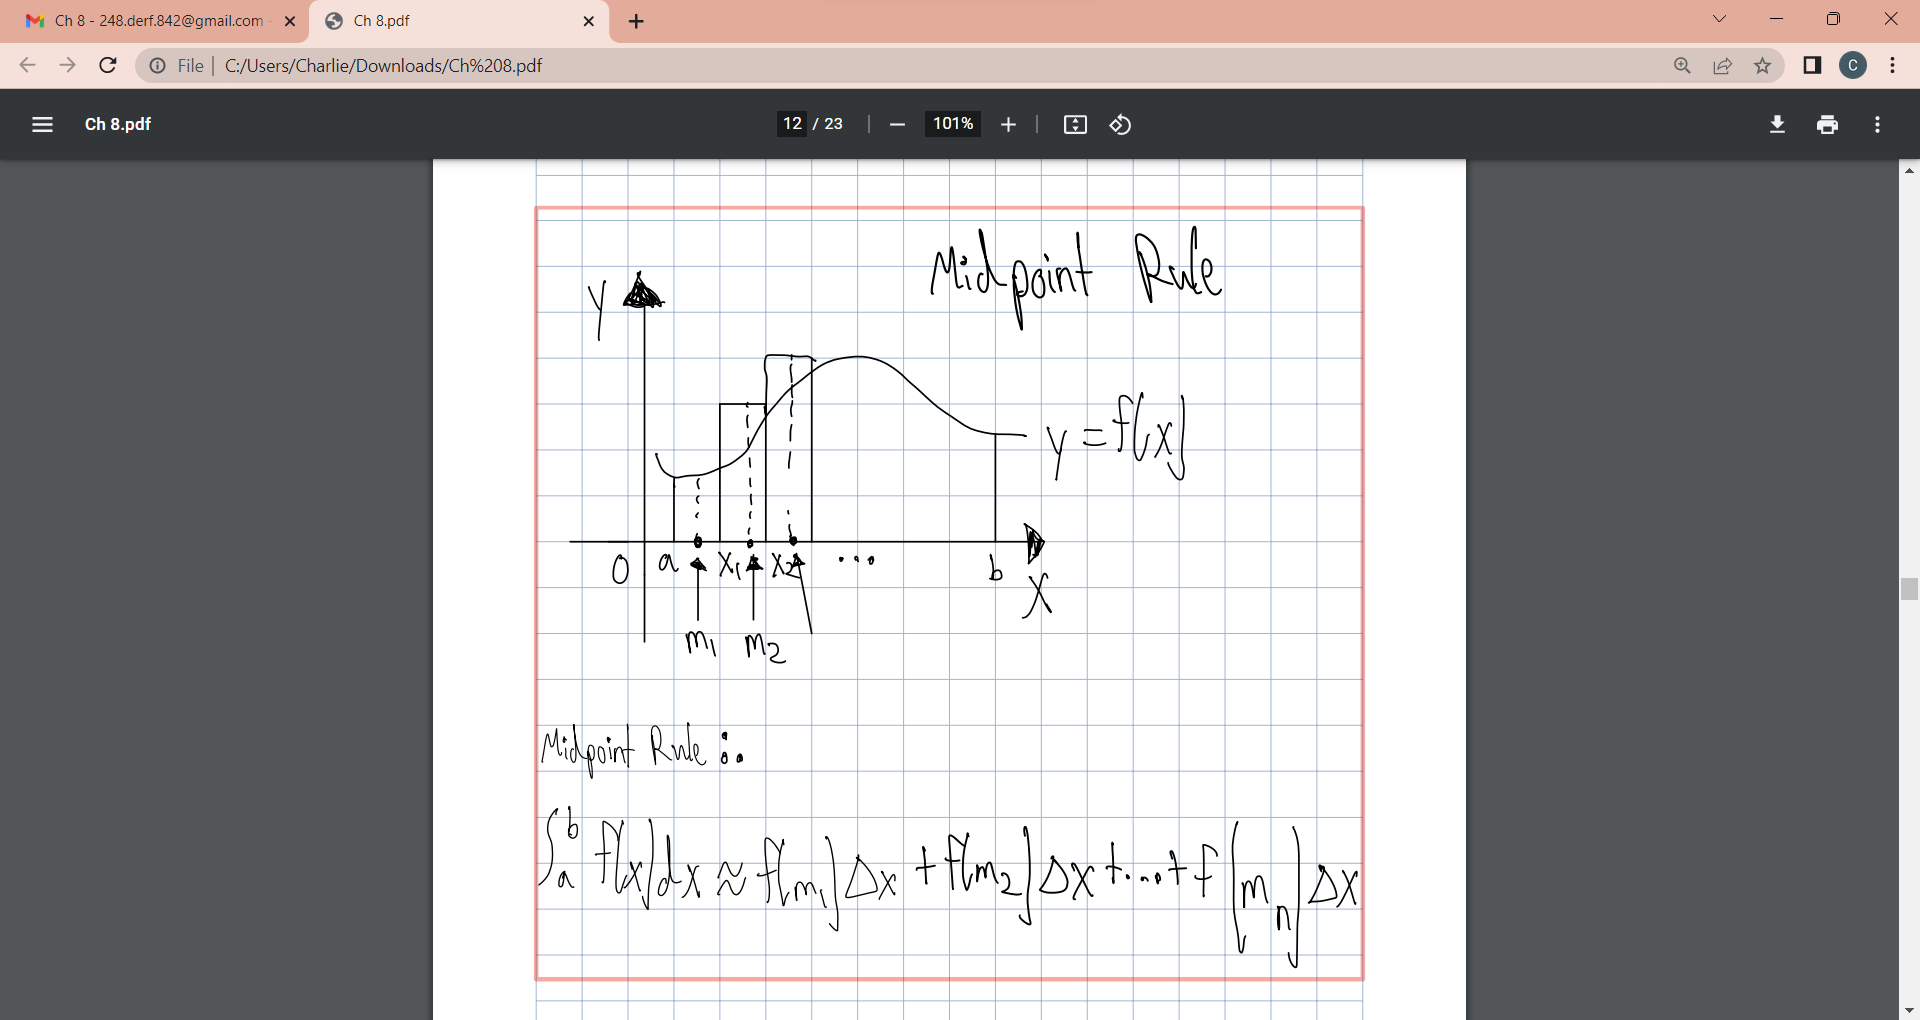 Ch 8 - 248.derf.842@gmail.com -
Ch 8.pdf
File | C:/Users/Charlie/Downloads/Ch%208.pdf
C
Ch 8.pdf
12 / 23
101%
Midpoint Rule
y
y = f(x)
0 a x₁ x₂ ... b
x
m₁ m₂
Midpoint Rule :.
∫ₐᵇ f(x)dx ≈ f(m₁)Δx + f(m₂)Δx + ... + f(mₙ)Δx